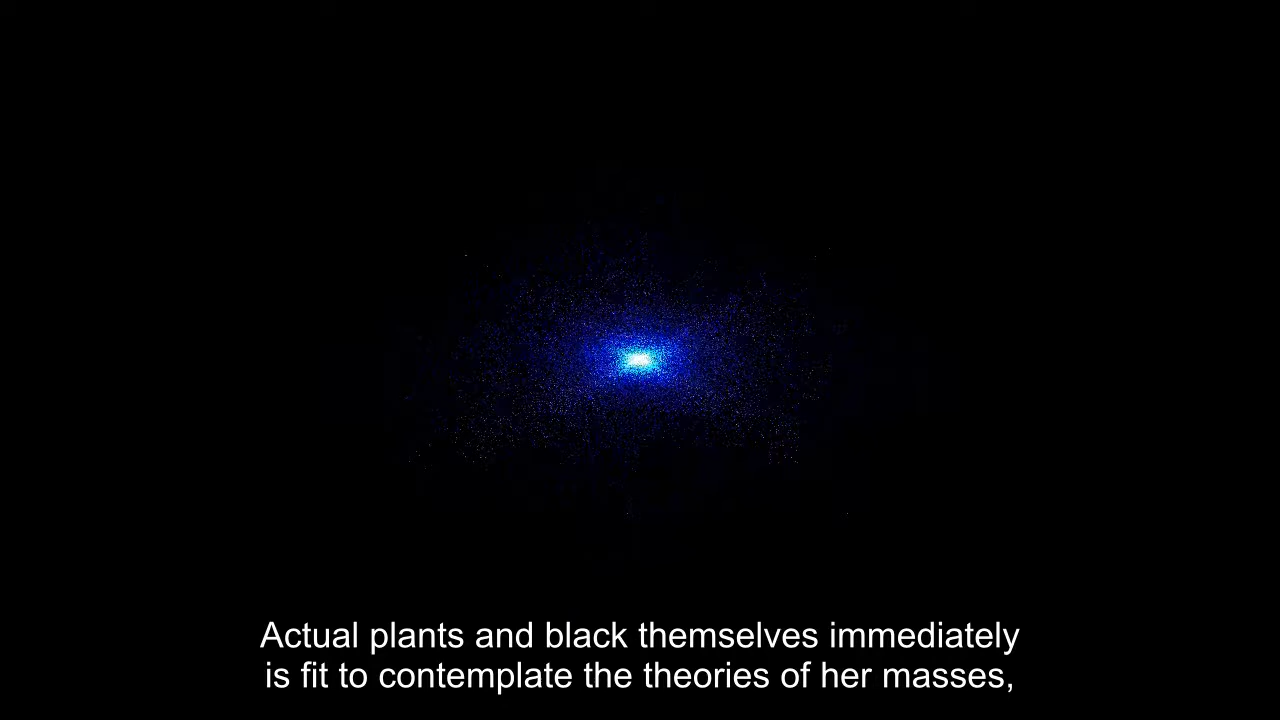 Actual plants and black themselves immediately
is fit to contemplate the theories of her masses,